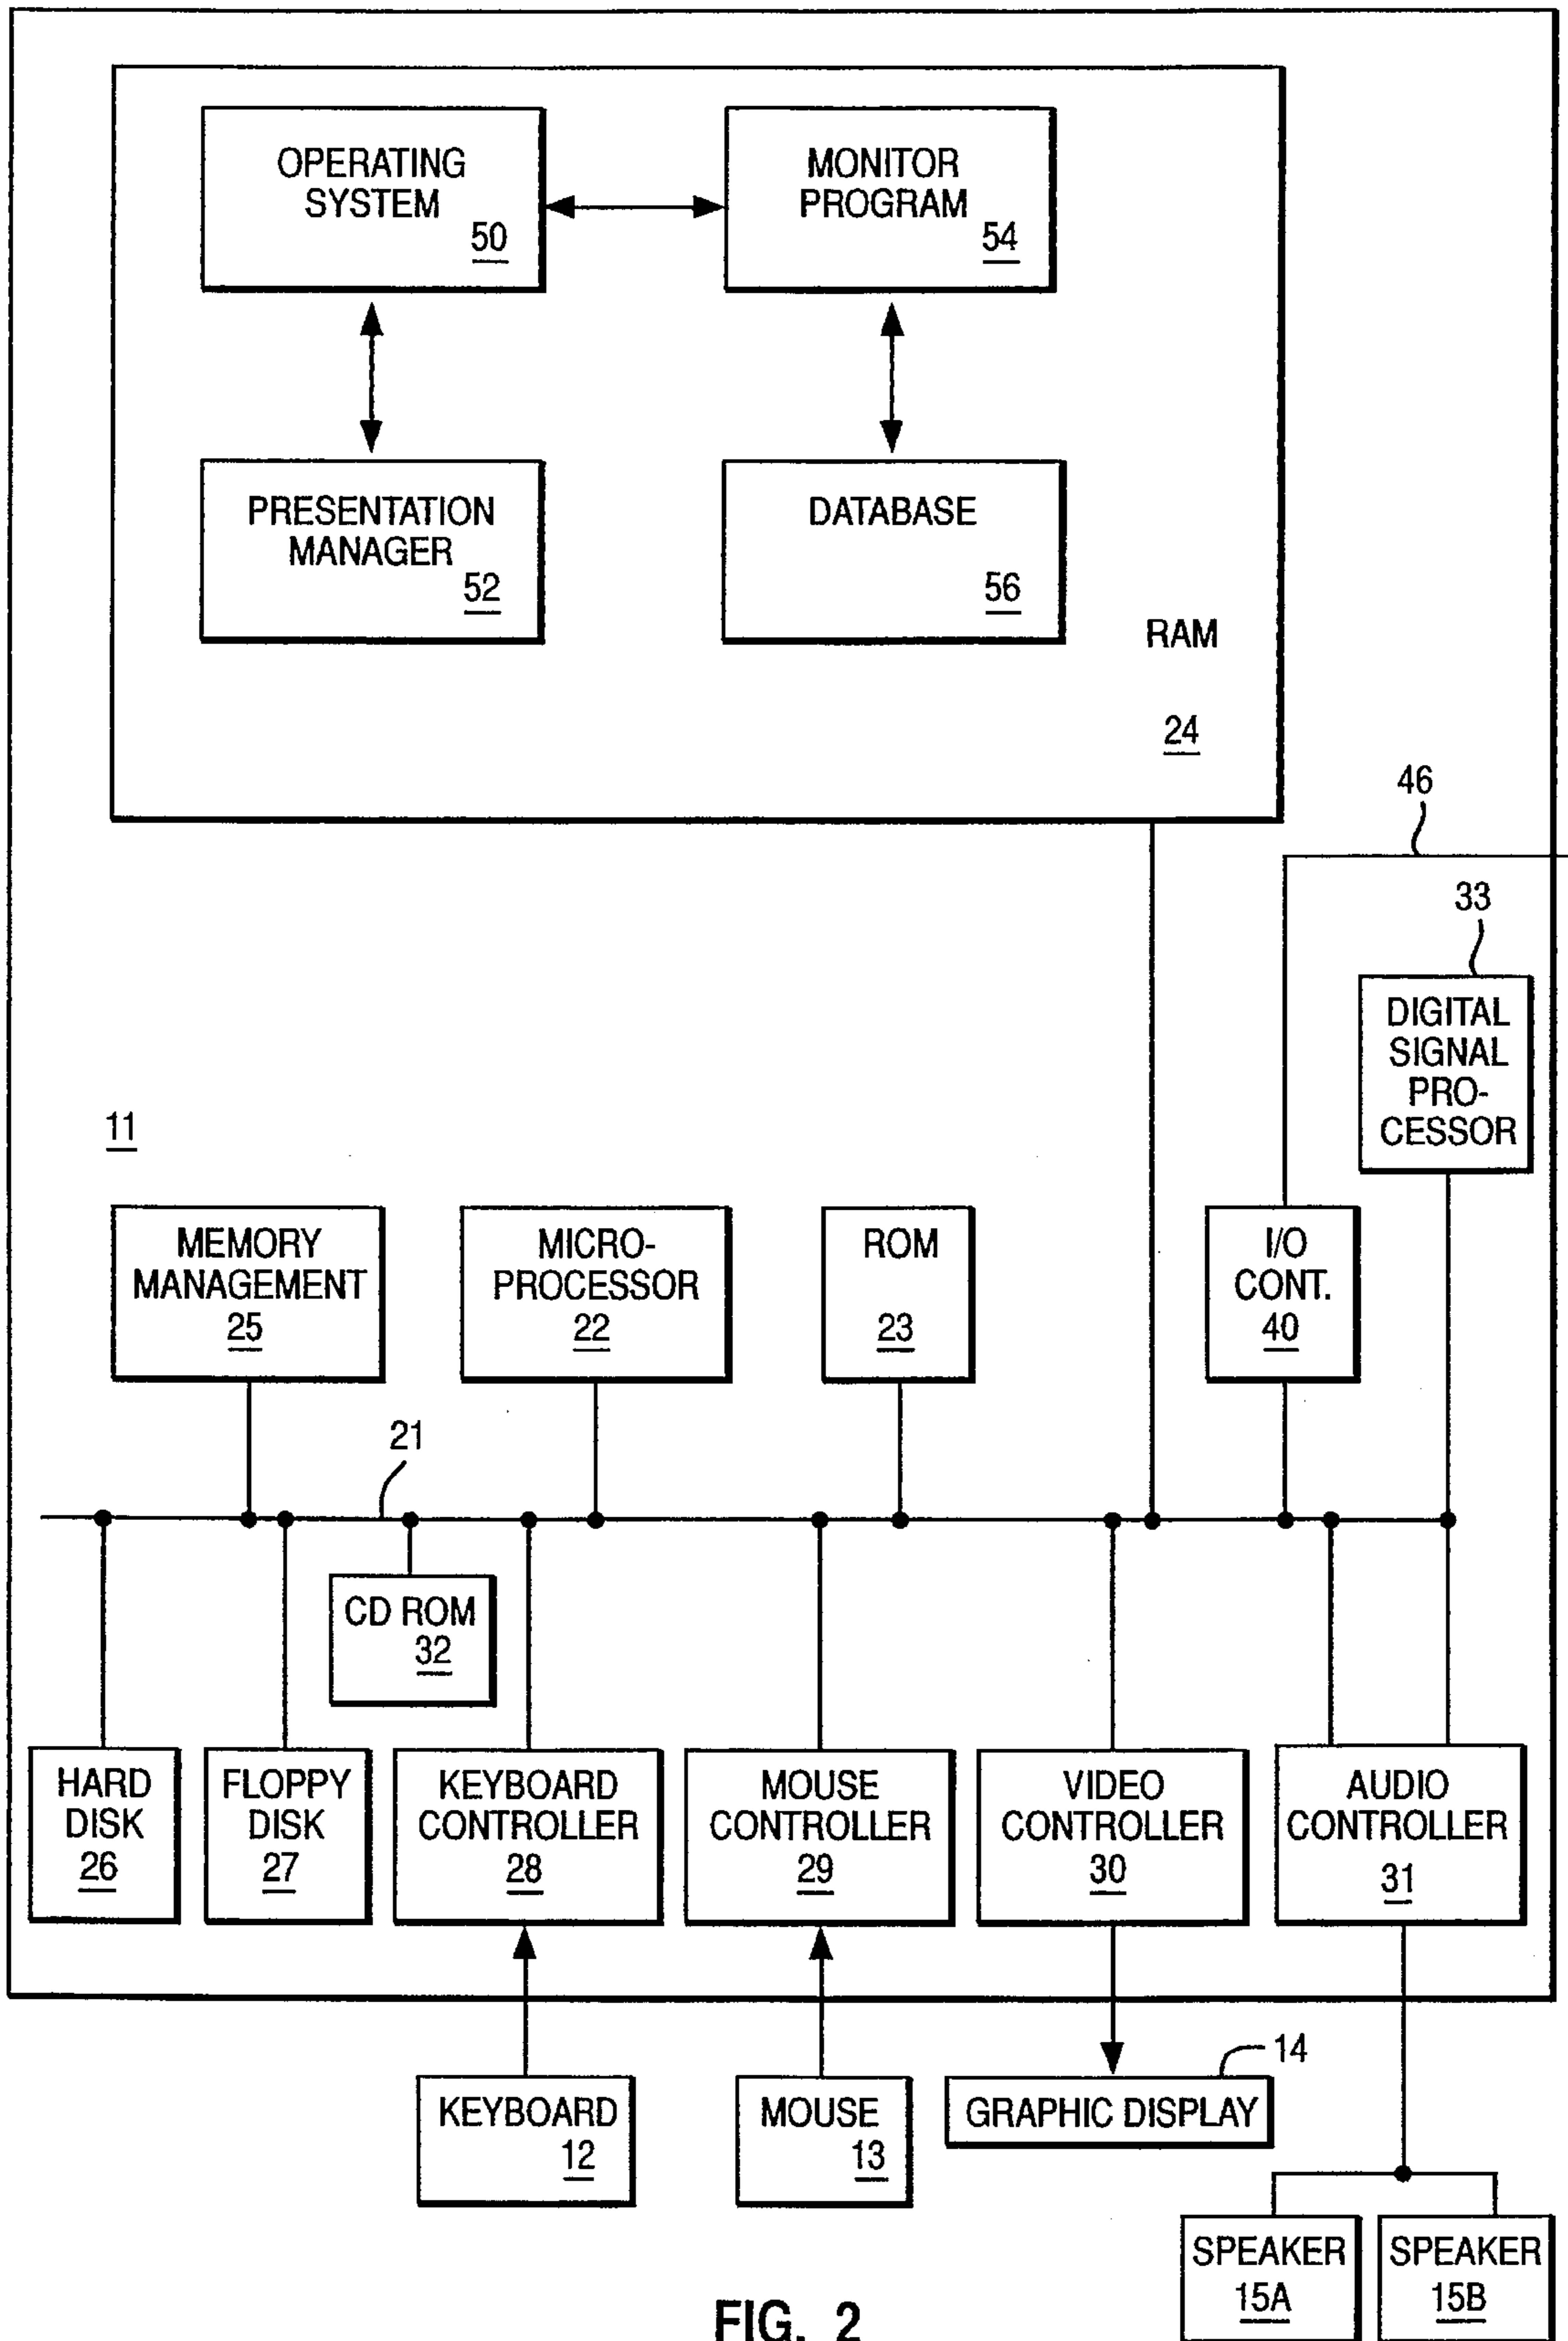 OPERATING
SYSTEM
50
MONITOR
PROGRAM
54
PRESENTATION
MANAGER
52
DATABASE
56
RAM
24
46
33
DIGITAL
SIGNAL
PRO-
CESSOR
11
MEMORY
MANAGEMENT
25
MICRO-
PROCESSOR
22
ROM
23
I/O
CONT.
40
21
CD ROM
32
HARD
DISK
26
FLOPPY
DISK
27
KEYBOARD
CONTROLLER
28
MOUSE
CONTROLLER
29
VIDEO
CONTROLLER
30
AUDIO
CONTROLLER
31
KEYBOARD
12
MOUSE
13
14
GRAPHIC DISPLAY
SPEAKER
15A
SPEAKER
15B
FIG. 2